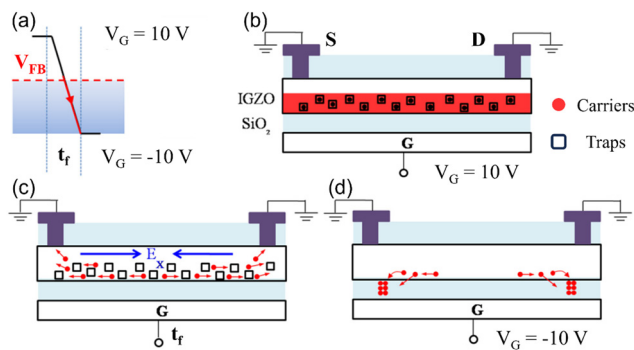 (a)
V_G = 10 V
V_FB
t_f
V_G = -10 V
(b)
S
D
IGZO
SiO₂
G
V_G = 10 V
Carriers
Traps
(c)
E_x
G
t_f
(d)
G
V_G = -10 V